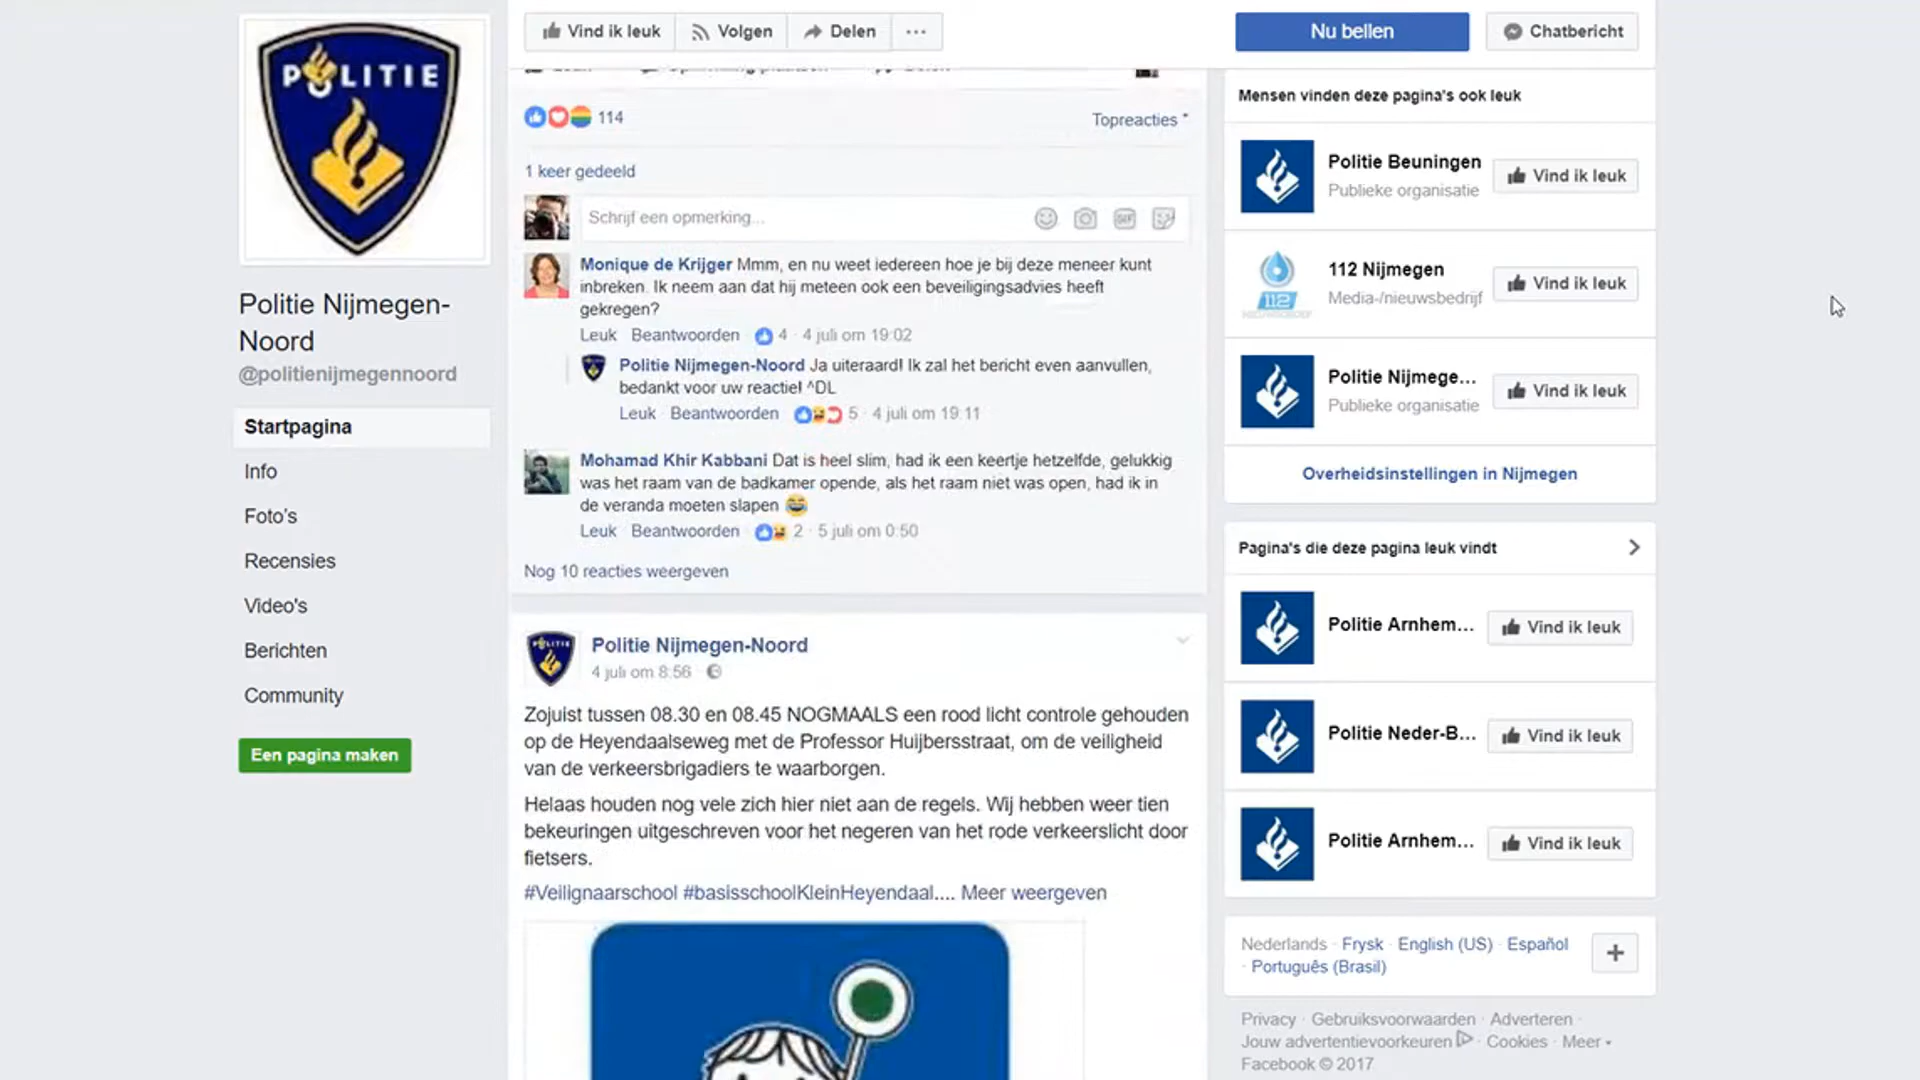 POLITIE
Politie Nijmegen-
Noord
@politienijmegennoord
Startpagina
Info
Foto's
Recensies
Video's
Berichten
Community
Een pagina maken
Vind ik leuk
Volgen
Delen
...
Nu bellen
Chatbericht
114
Topreacties
1 keer gedeeld
Schrijf een opmerking...
GIF
Monique de Krijger Mmm, en nu weet iedereen hoe je bij deze meneer kunt
inbreken. Ik neem aan dat hij meteen ook een beveiligingsadvies heeft
gekregen?
Leuk · Beantwoorden · 4 · 4 juli om 19:02
Politie Nijmegen-Noord Ja uiteraard! Ik zal het bericht even aanvullen,
bedankt voor uw reactie! ^DL
Leuk · Beantwoorden · 5 · 4 juli om 19:11
Mohamad Khir Kabbani Dat is heel slim, had ik een keertje hetzelfde, gelukkig
was het raam van de badkamer opende, als het raam niet was open, had ik in
de veranda moeten slapen
Leuk · Beantwoorden · 2 · 5 juli om 0:50
Nog 10 reacties weergeven
POLITIE
Politie Nijmegen-Noord
4 juli om 8:56 ·
Zojuist tussen 08.30 en 08.45 NOGMAALS een rood licht controle gehouden
op de Heyendaalseweg met de Professor Huijbersstraat, om de veiligheid
van de verkeersbrigadiers te waarborgen.
Helaas houden nog vele zich hier niet aan de regels. Wij hebben weer tien
bekeuringen uitgeschreven voor het negeren van het rode verkeerslicht door
fietsers.
#Veilignaarschool #basisschoolKleinHeyendaal.... Meer weergeven
Mensen vinden deze pagina's ook leuk
Politie Beuningen
Publieke organisatie
Vind ik leuk
112
112 Nijmegen
Media-/nieuwsbedrijf
Vind ik leuk
Politie Nijmege...
Publieke organisatie
Vind ik leuk
Overheidsinstellingen in Nijmegen
Pagina's die deze pagina leuk vindt
Politie Arnhem...
Vind ik leuk
Politie Neder-B...
Vind ik leuk
Politie Arnhem...
Vind ik leuk
Nederlands · Frysk · English (US) · Español
· Português (Brasil)
+
Privacy · Gebruiksvoorwaarden · Adverteren ·
Jouw advertentievoorkeuren · Cookies · Meer
Facebook © 2017